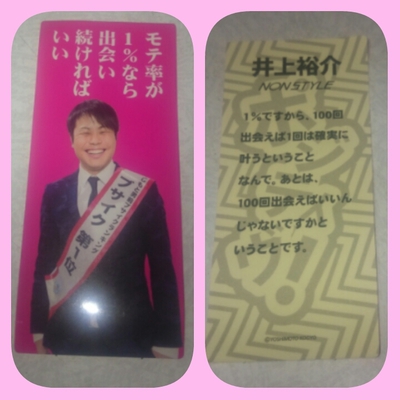 モテ率が
1%なら
出会い
続ければ
いい
ブサイク 第1位
井上裕介
NON STYLE
1%ですから、100回
出会えば1回は確実に
叶うということ
なんで。あとは、
100回出会えばいいん
じゃないですかと
いうことです。